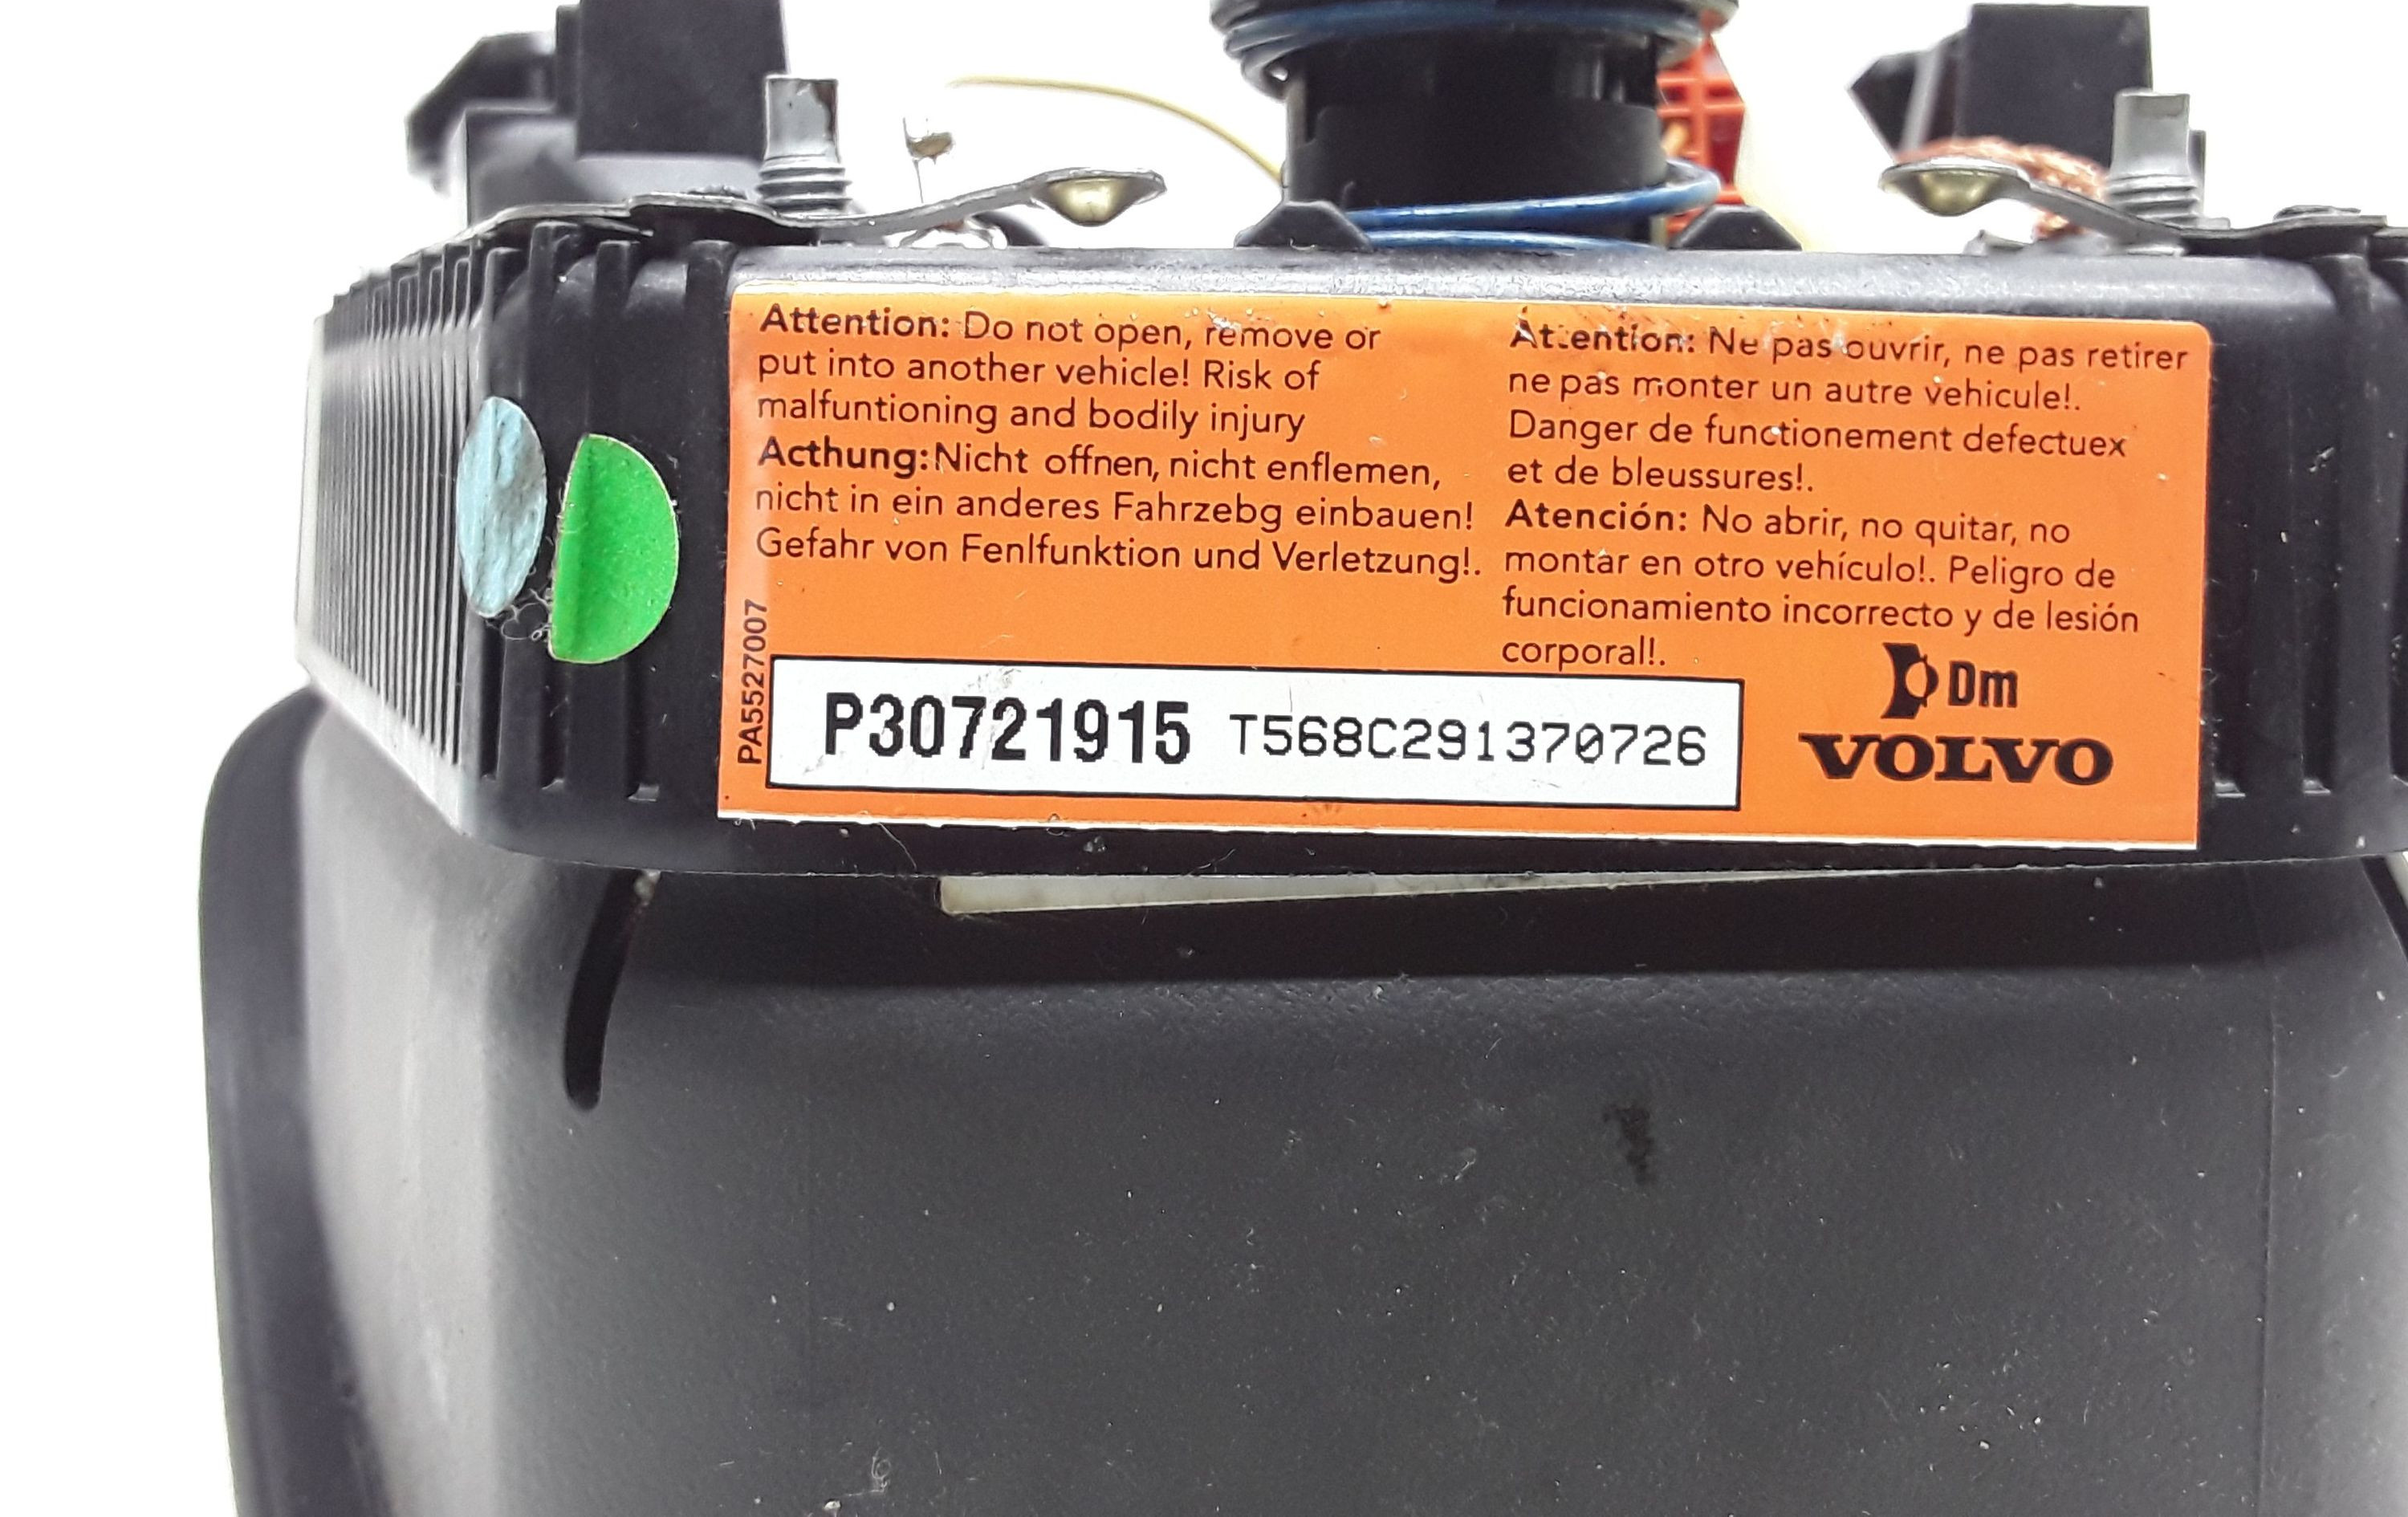 Attention: Do not open, remove or
put into another vehicle! Risk of
malfuntioning and bodily injury
Acthung:Nicht offnen, nicht enflemen,
nicht in ein anderes Fahrzebg einbauen!
Gefahr von Fenlfunktion und Verletzung!.
Attention: Ne pas ouvrir, ne pas retirer
ne pas monter un autre vehicule!.
Danger de functionement defectuex
et de bleussures!.
Atención: No abrir, no quitar, no
montar en otro vehículo!. Peligro de
funcionamiento incorrecto y de lesión
corporal!.
PA5527007
P30721915 T568C291370726
Dm
VOLVO